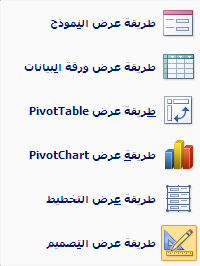 طريقة عرض النموذج
طريقة عرض ورقة البيانات
طريقة عرض PivotTable
طريقة عرض PivotChart
طريقة عرض التخطيط
طريقة عرض التصميم